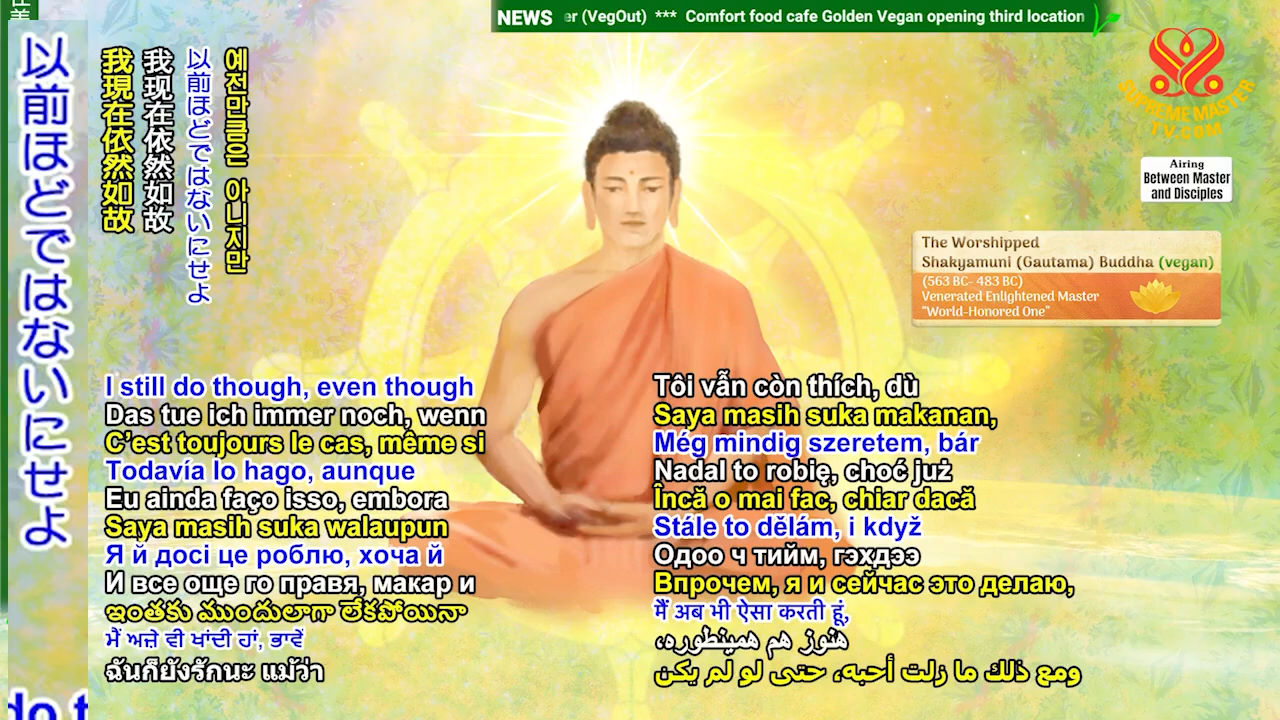 NEWS er (VegOut) *** Comfort food cafe Golden Vegan opening third location
SUPREME MASTER
TV.COM
Airing
Between Master
and Disciples
The Worshipped
Shakyamuni (Gautama) Buddha (vegan)
(563 BC- 483 BC)
Venerated Enlightened Master
"World-Honored One"
以前ほどではないにせよ
我現在依然如故
我现在依然如故
以前ほどではないにせよ
예전만큼은 아니지만
I still do though, even though
Das tue ich immer noch, wenn
C'est toujours le cas, même si
Todavía lo hago, aunque
Eu ainda faço isso, embora
Saya masih suka walaupun
Я й досі це роблю, хоча й
И все още го правя, макар и
ఇంతకు ముందులాగా లేకపోయినా
ਮੈਂ ਅਜੇ ਵੀ ਖਾਂਦੀ ਹਾਂ, ਭਾਵੇਂ
ฉันก็ยังรักนะ แม้ว่า
Tôi vẫn còn thích, dù
Saya masih suka makanan,
Még mindig szeretem, bár
Nadal to robię, choć już
Încă o mai fac, chiar dacă
Stále to dělám, i když
Одоо ч тийм, гэхдээ
Впрочем, я и сейчас это делаю,
मैं अब भी ऐसा करती हूं,
هنوز هم همینطوره،
ومع ذلك ما زلت أحبه، حتى لو لم يكن
do t